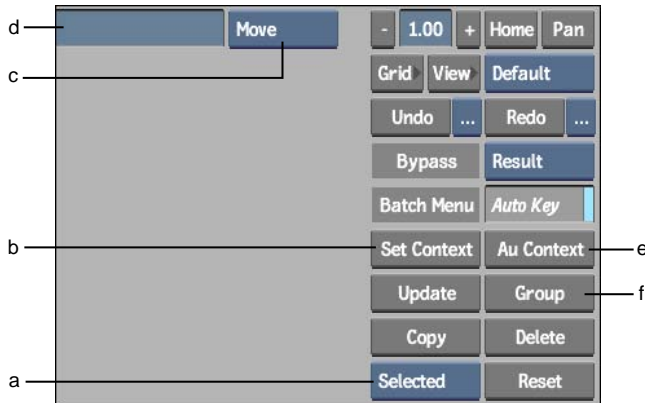 d Move - 1.00 + Home Pan
c Grid View Default
Undo ... Redo ...
Bypass Result
Batch Menu Auto Key
b Set Context Au Context e
Update Group f
Copy Delete
a Selected Reset